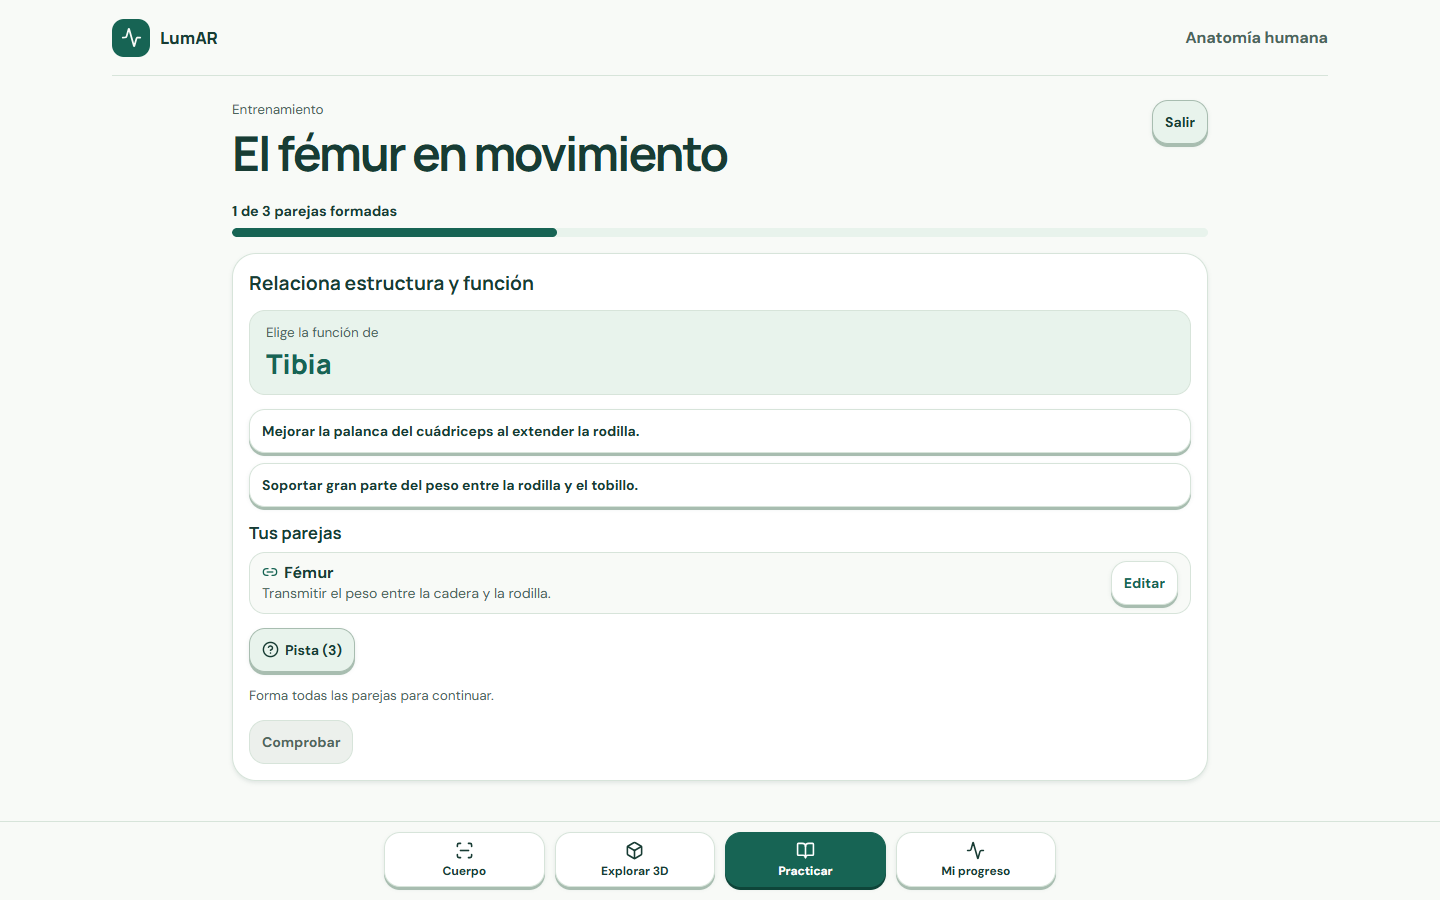 LumAR
Anatomía humana
Entrenamiento
El fémur en movimiento
Salir
1 de 3 parejas formadas
Relaciona estructura y función
Elige la función de
Tibia
Mejorar la palanca del cuádriceps al extender la rodilla.
Soportar gran parte del peso entre la rodilla y el tobillo.
Tus parejas
Fémur
Transmitir el peso entre la cadera y la rodilla.
Editar
Pista (3)
Forma todas las parejas para continuar.
Comprobar
Cuerpo
Explorar 3D
Practicar
Mi progreso